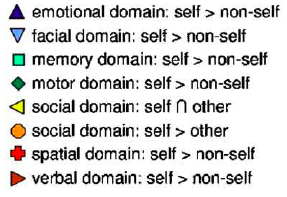 emotional domain: self > non-self
facial domain: self > non-self
memory domain: self > non-self
motor domain: self > non-self
social domain: self ∩ other
social domain: self > other
spatial domain: self > non-self
verbal domain: self > non-self